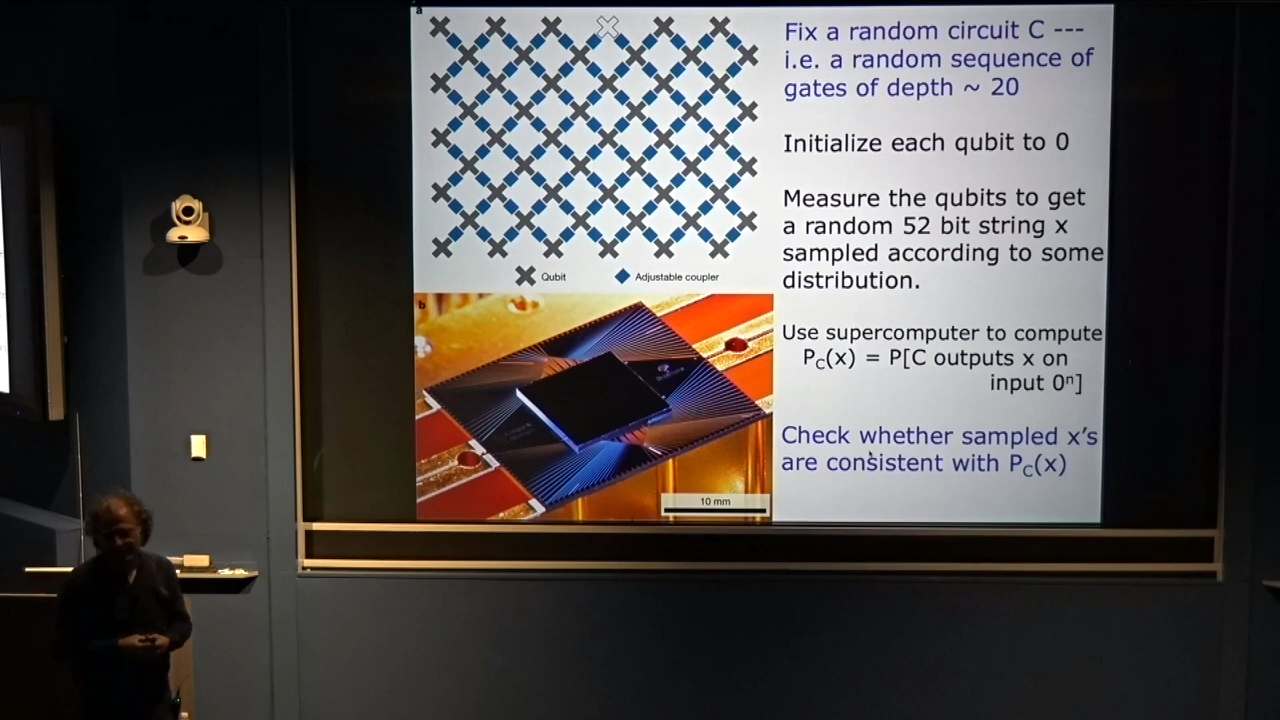 a
Qubit
Adjustable coupler
b
10 mm
Fix a random circuit C ---
i.e. a random sequence of
gates of depth ~ 20
Initialize each qubit to 0
Measure the qubits to get
a random 52 bit string x
sampled according to some
distribution.
Use supercomputer to compute
P_C(x) = P[C outputs x on
input 0ⁿ]
Check whether sampled x's
are consistent with P_C(x)